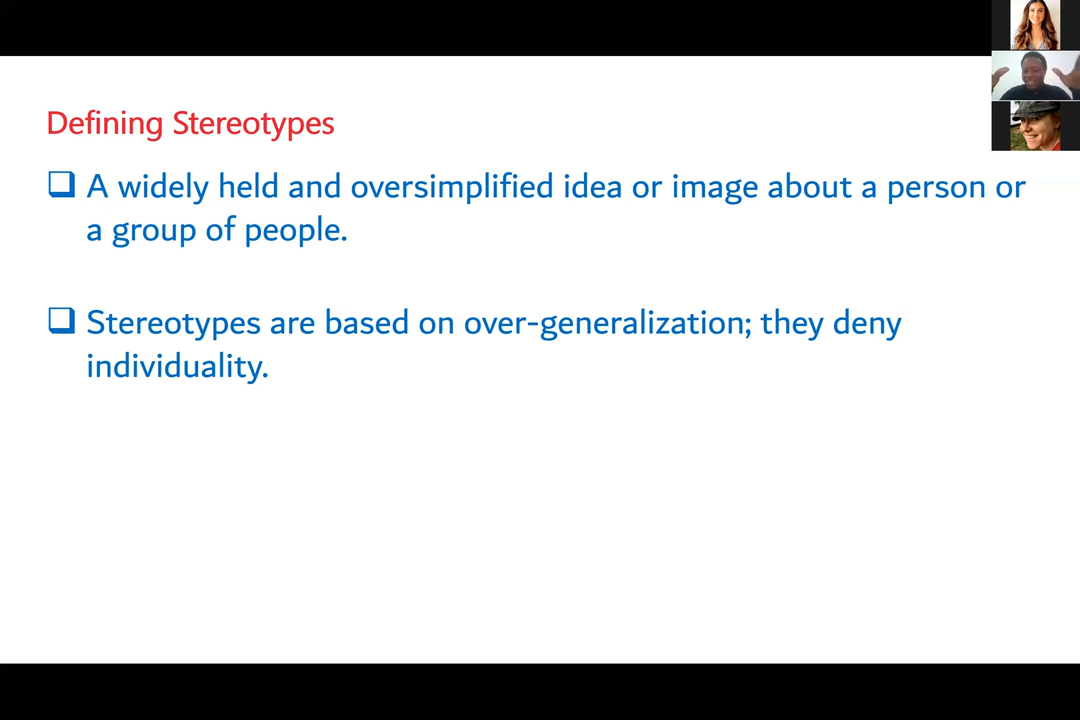 Defining Stereotypes
❑ A widely held and oversimplified idea or image about a person or
a group of people.
❑ Stereotypes are based on over-generalization; they deny
individuality.